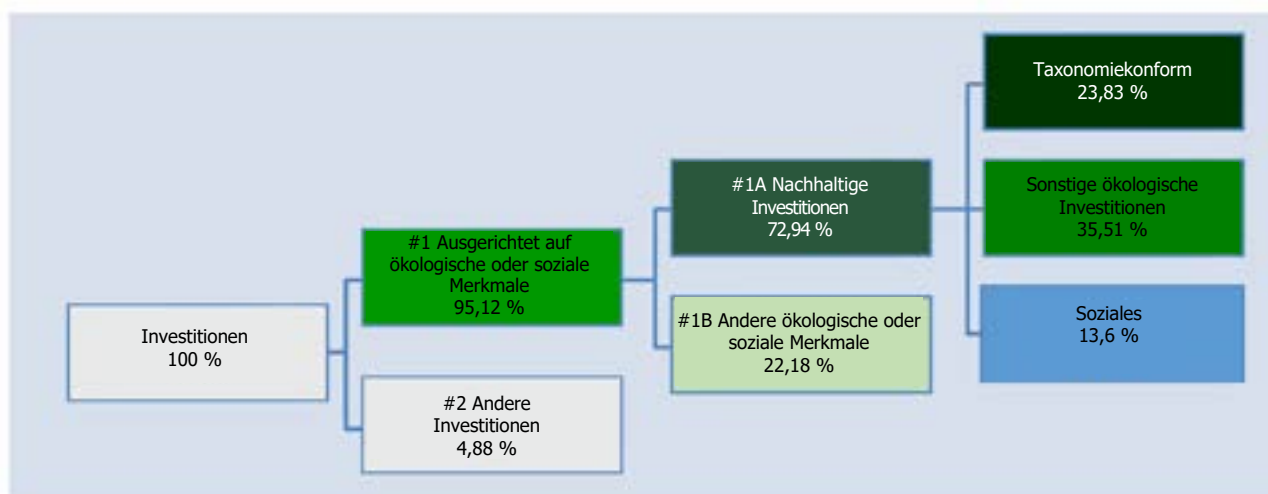 Investitionen
100 %
#1 Ausgerichtet auf
ökologische oder soziale
Merkmale
95,12 %
#2 Andere
Investitionen
4,88 %
#1A Nachhaltige
Investitionen
72,94 %
#1B Andere ökologische oder
soziale Merkmale
22,18 %
Taxonomiekonform
23,83 %
Sonstige ökologische
Investitionen
35,51 %
Soziales
13,6 %